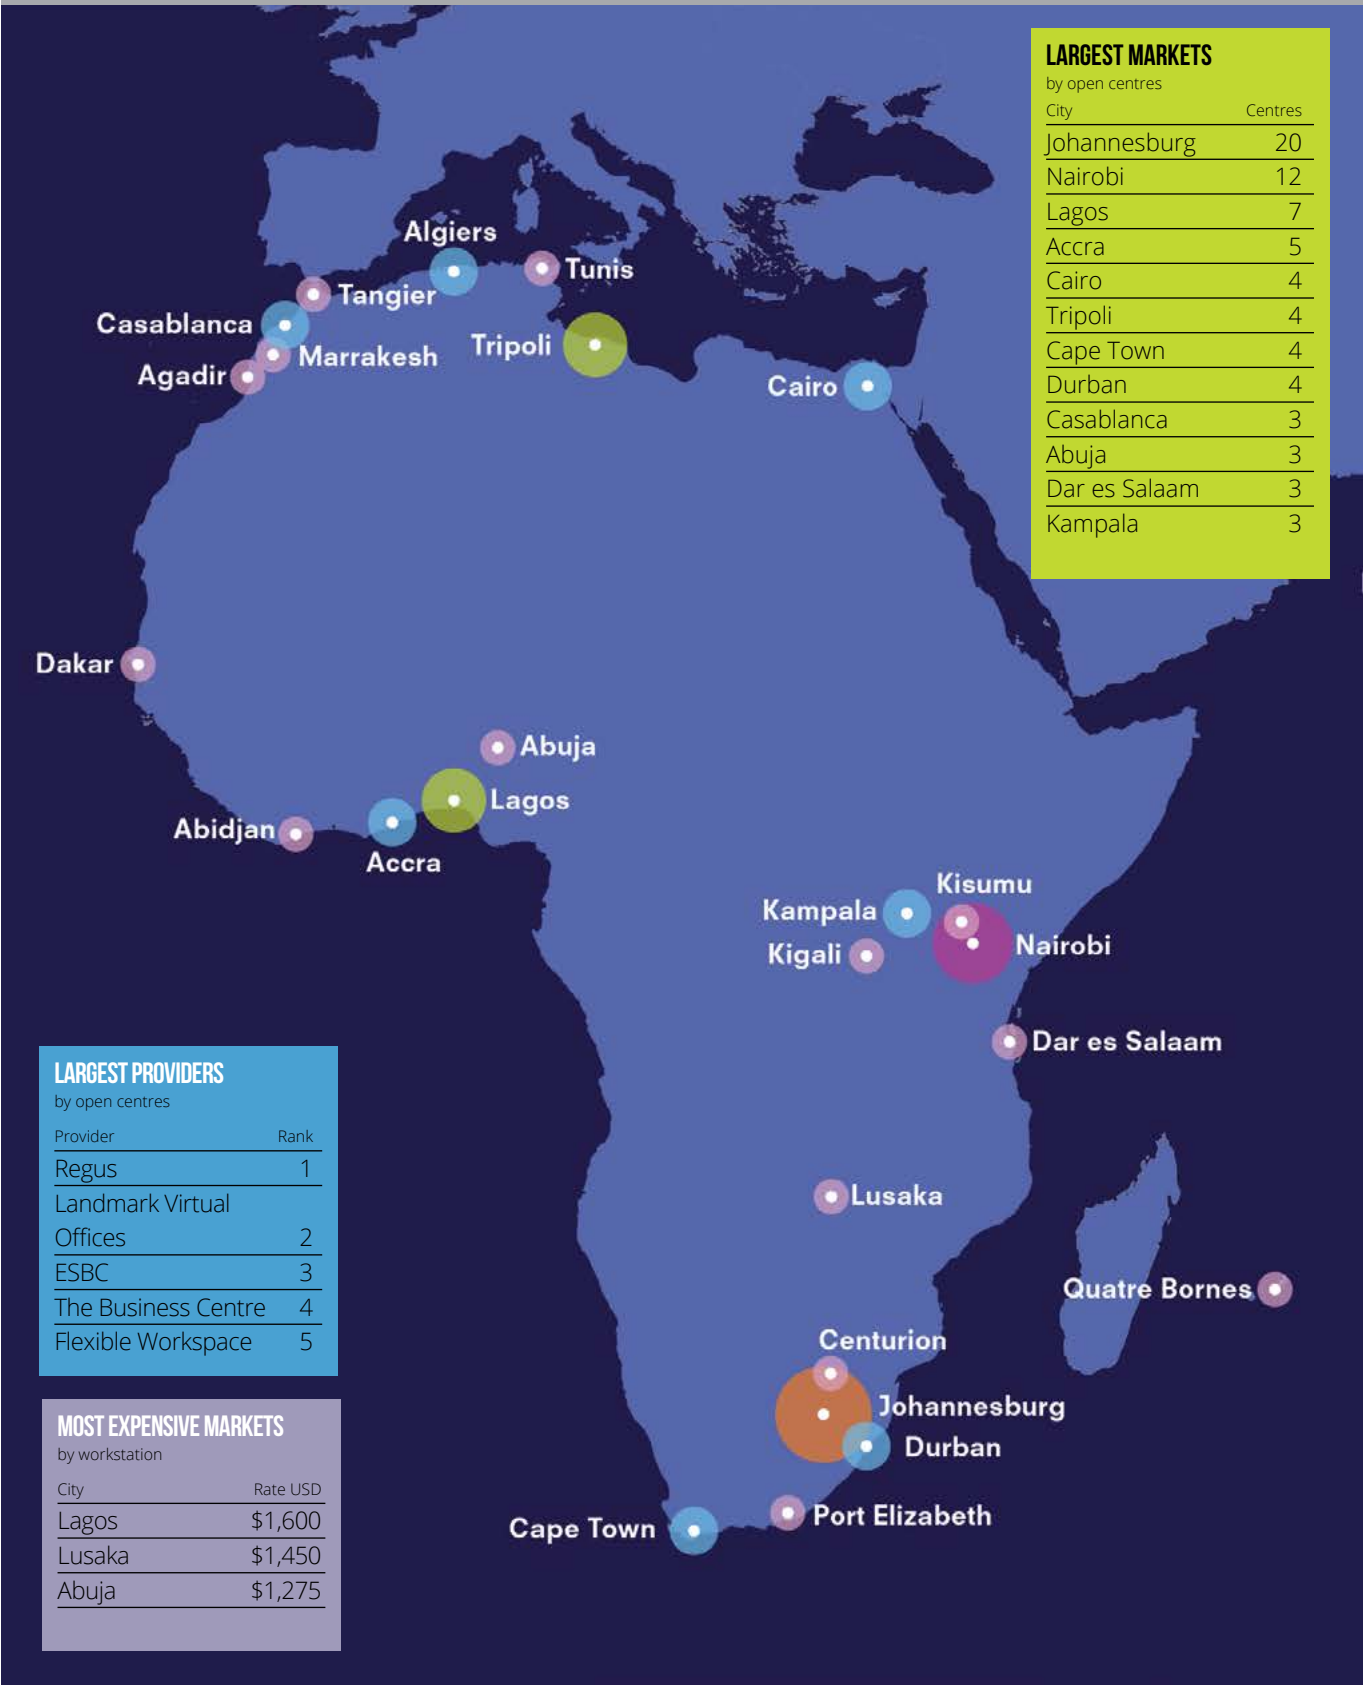 LARGEST MARKETS
by open centres
City Centres
Johannesburg 20
Nairobi 12
Lagos 7
Accra 5
Cairo 4
Tripoli 4
Cape Town 4
Durban 4
Casablanca 3
Abuja 3
Dar es Salaam 3
Kampala 3
Algiers
Tunis
Tangier
Casablanca
Marrakesh
Tripoli
Agadir
Cairo
Dakar
Abuja
Lagos
Abidjan
Accra
Kisumu
Kampala
Nairobi
Kigali
Dar es Salaam
Lusaka
Quatre Bornes
Centurion
Johannesburg
Durban
Port Elizabeth
Cape Town
LARGEST PROVIDERS
by open centres
Provider Rank
Regus 1
Landmark Virtual
Offices 2
ESBC 3
The Business Centre 4
Flexible Workspace 5
MOST EXPENSIVE MARKETS
by workstation
City Rate USD
Lagos $1,600
Lusaka $1,450
Abuja $1,275